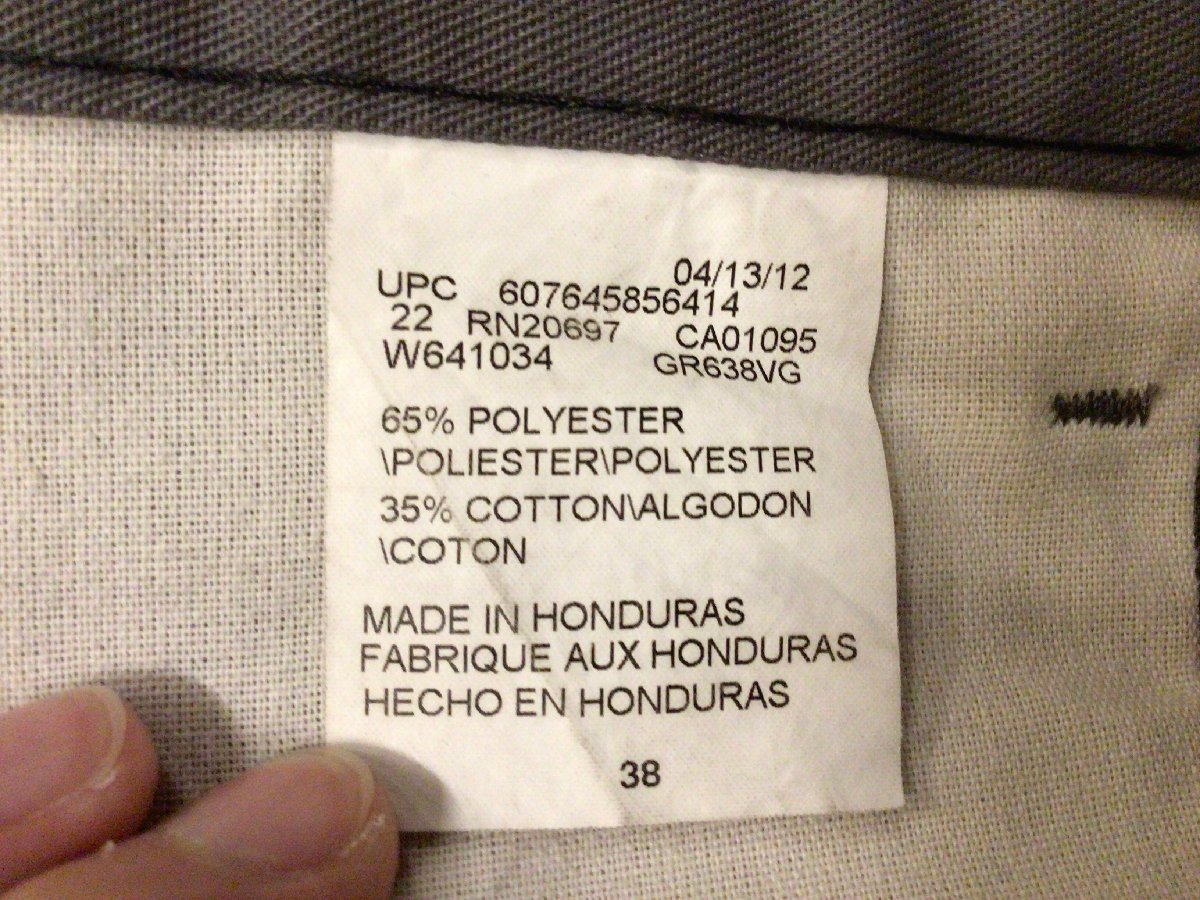 04/13/12
UPC 607645856414
22 RN20697 CA01095
W641034 GR638VG
65% POLYESTER
\POLIESTER\POLYESTER
35% COTTON\ALGODON
\COTON
MADE IN HONDURAS
FABRIQUE AUX HONDURAS
HECHO EN HONDURAS
38